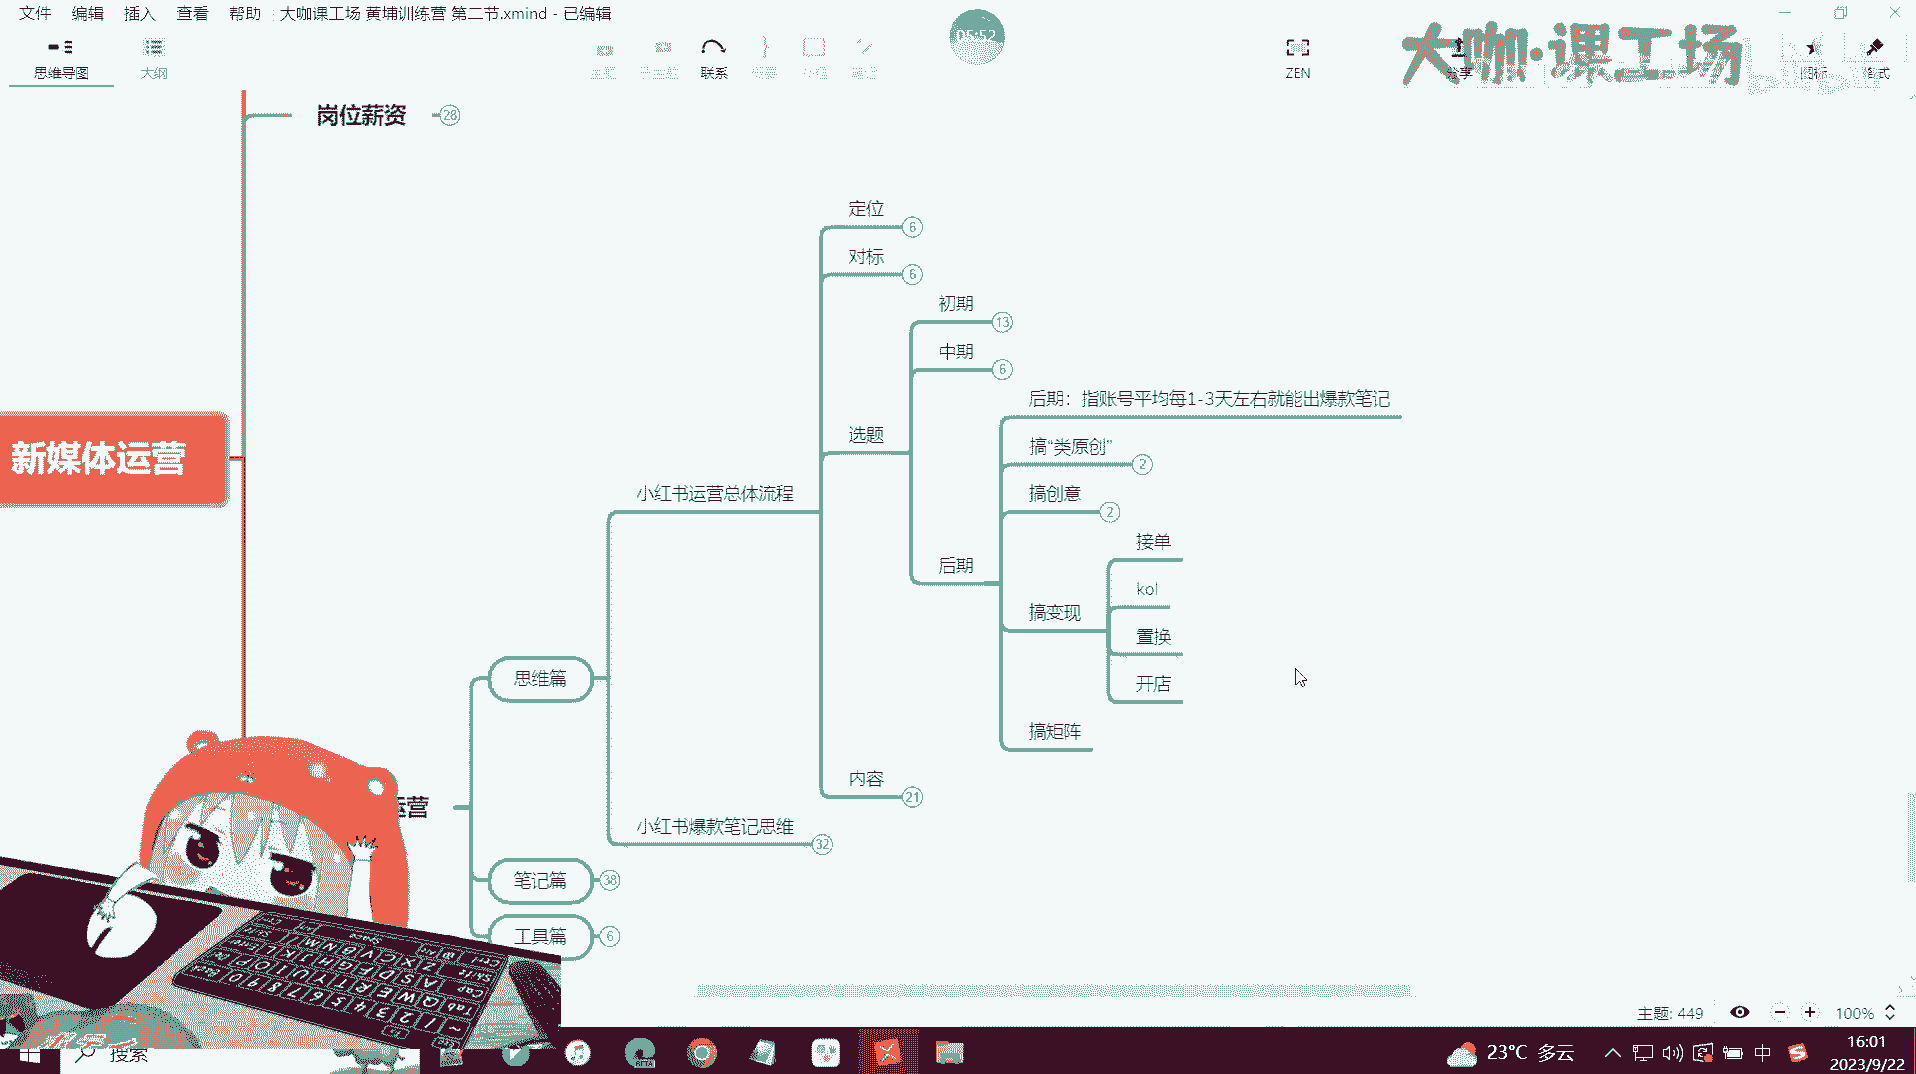 文件 编辑 插入 查看 帮助 大咖课工场 黄埔训练营 第二节.xmind - 已编辑
05:52
大咖·课工场
思维导图 大纲 联系 ZEN 分享
岗位薪资 28
定位 6
对标 6
初期 13
中期 6
后期：指账号平均每1-3天左右就能出爆款笔记
选题
搞“类原创” 2
新媒体运营
小红书运营总体流程
搞创意 2
接单
后期
kol
搞变现
置换
思维篇
开店
搞矩阵
内容 21
运营
小红书爆款笔记思维 32
笔记篇 38
工具篇 6
主题: 449 100%
搜索
23°C 多云
中
16:01
2023/9/22